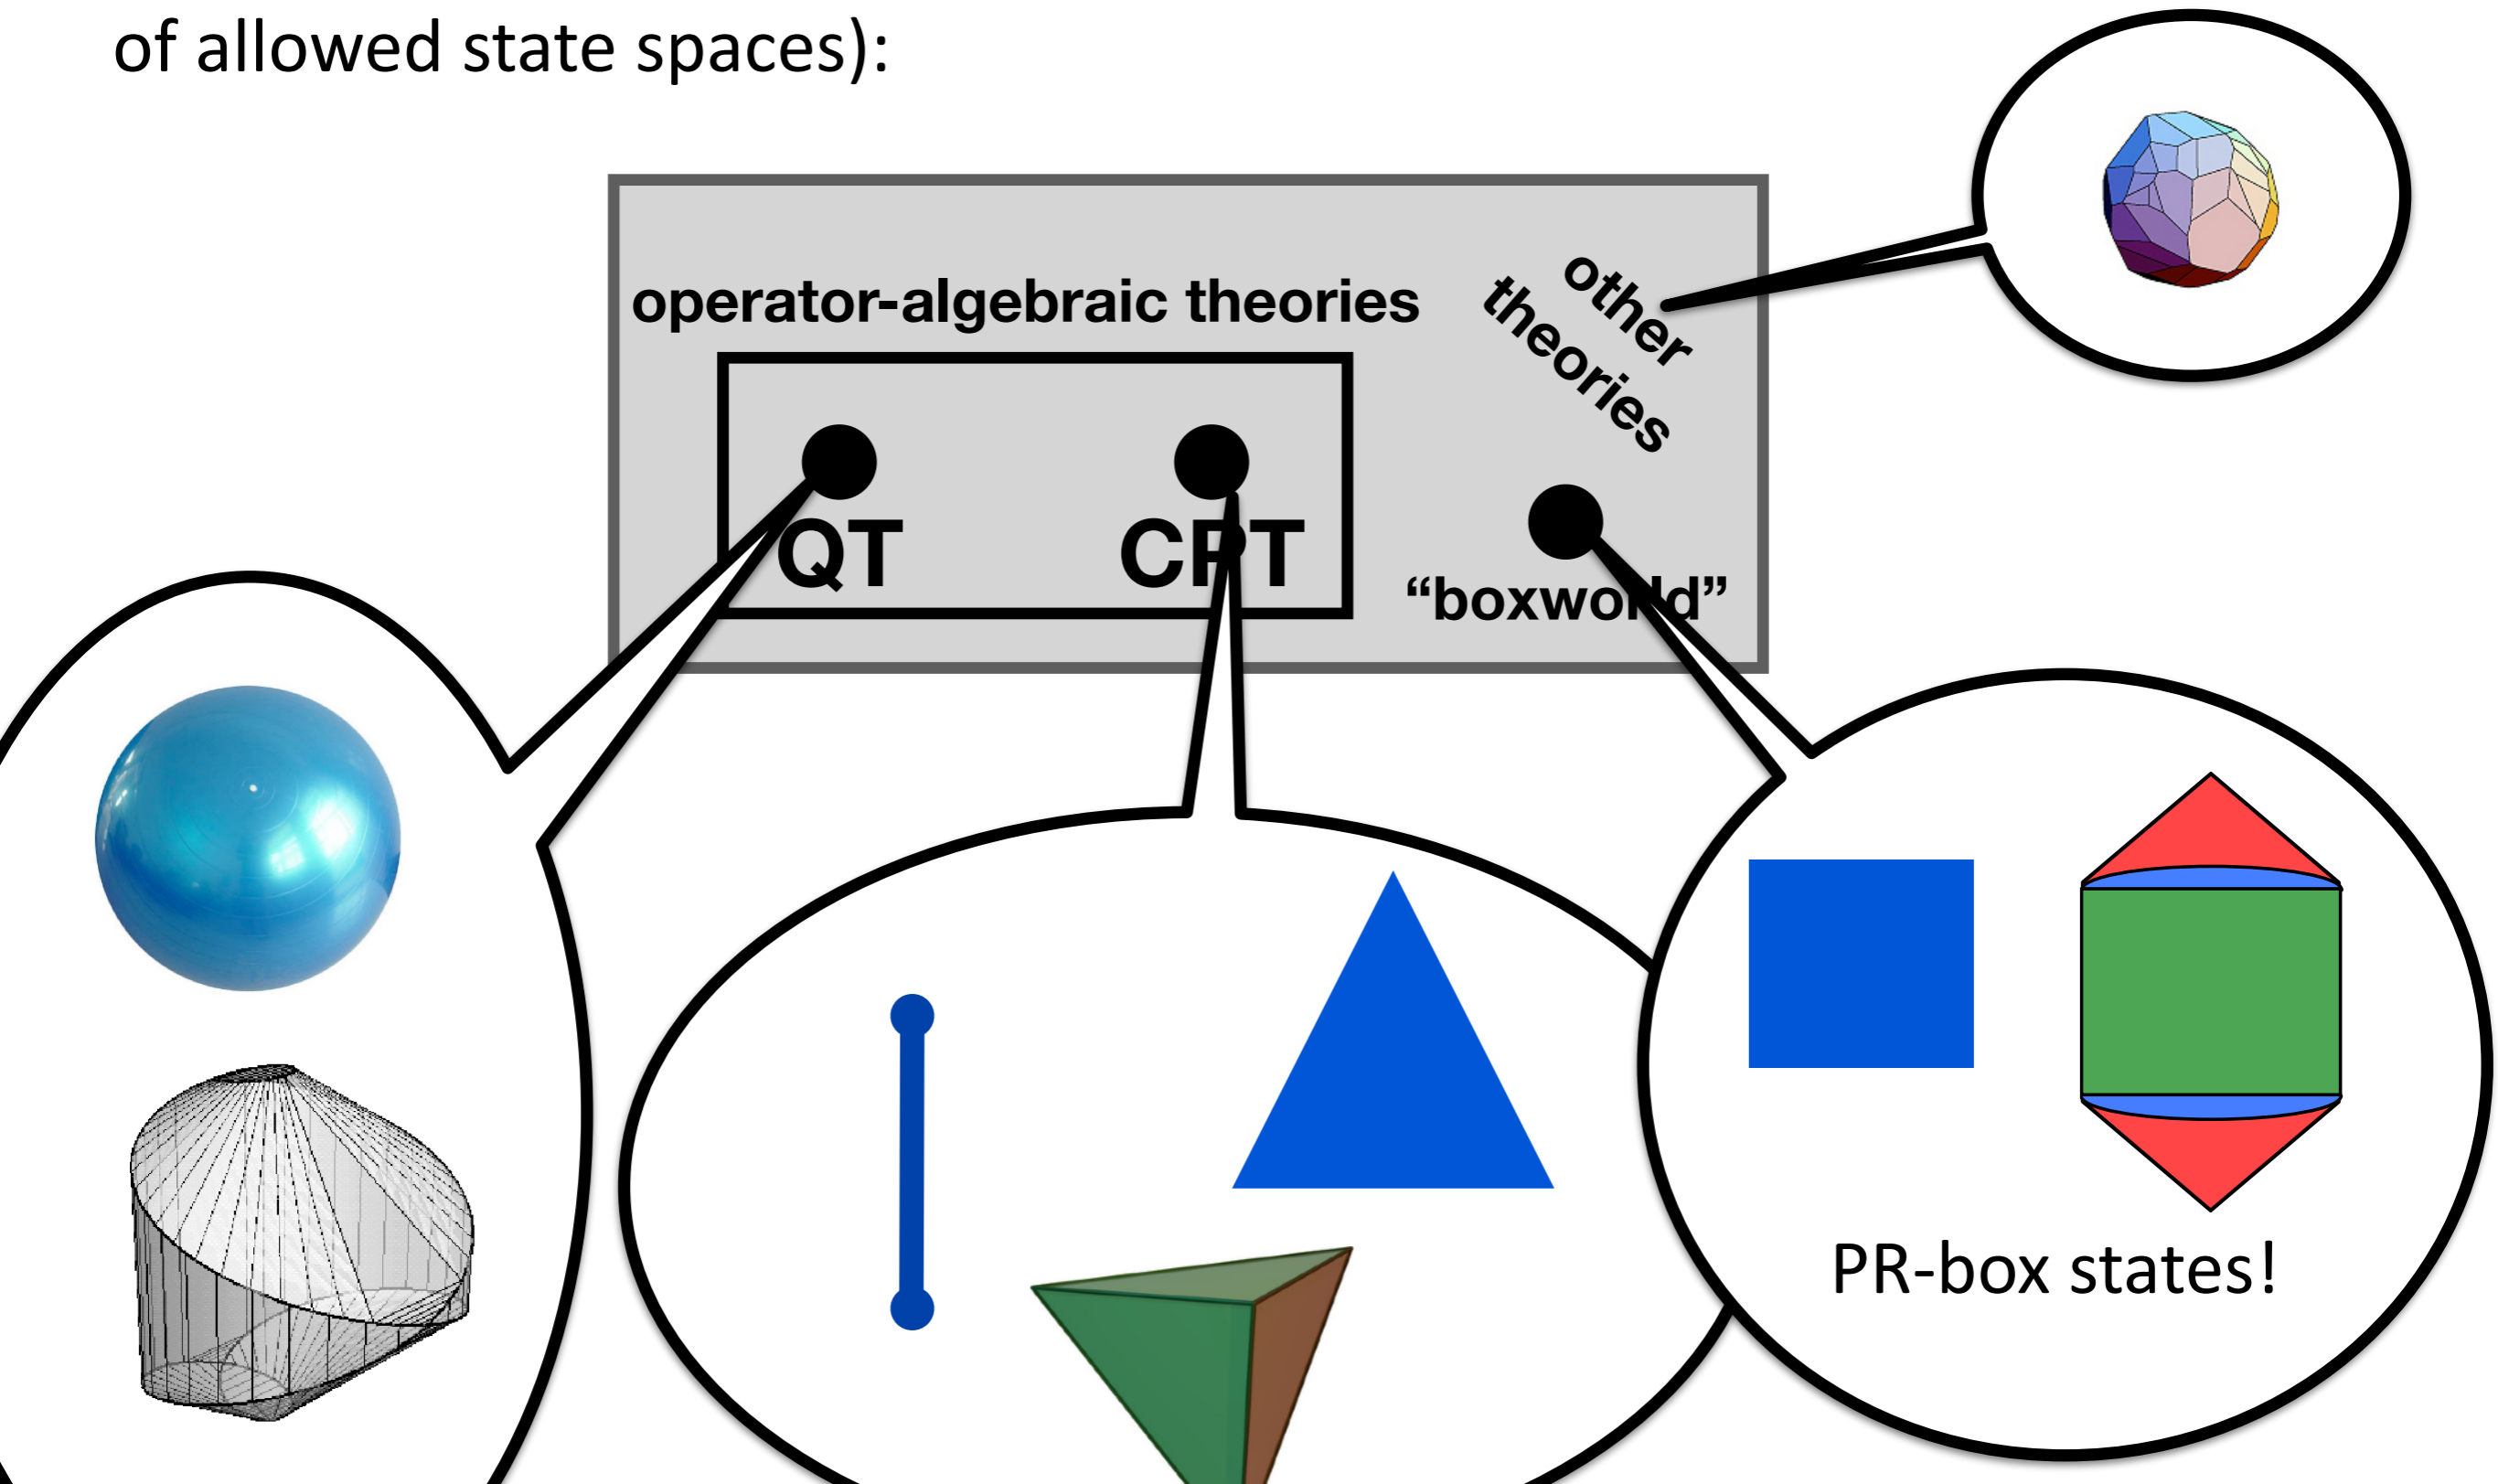 of allowed state spaces):
operator-algebraic theories
other
theories
QT
CPT
“boxworld”
PR-box states!